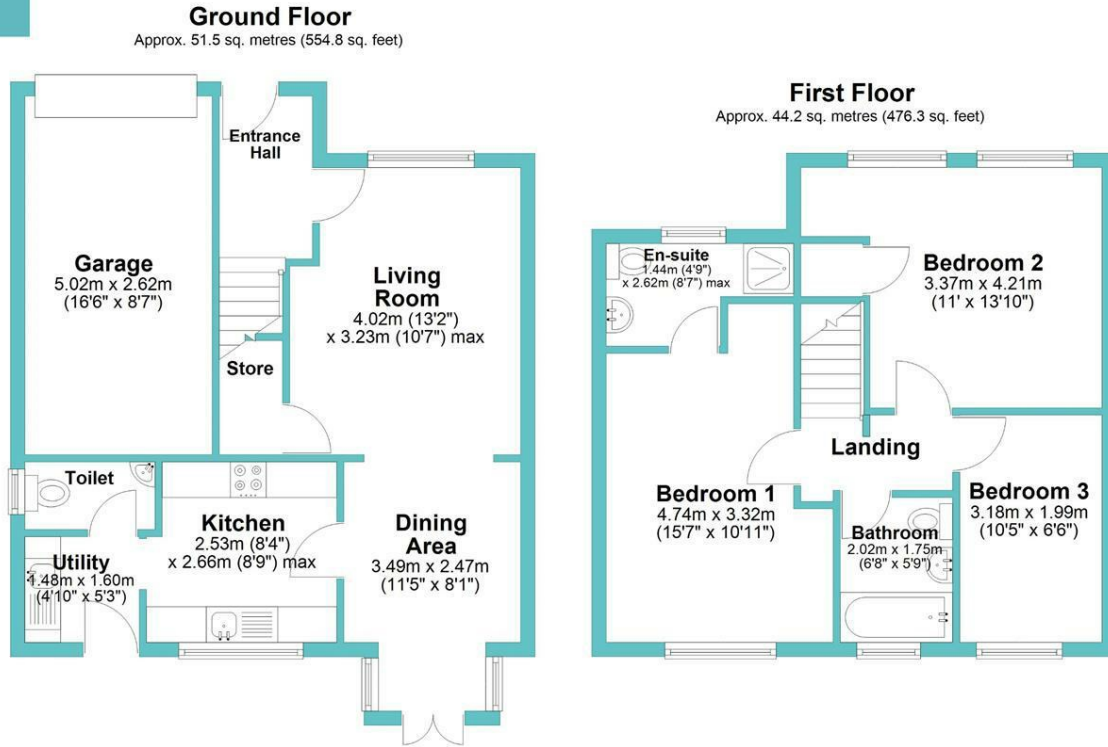 Ground Floor
Approx. 51.5 sq. metres (554.8 sq. feet)
Entrance
Hall
Garage
5.02m x 2.62m
(16'6" x 8'7")
Living
Room
4.02m (13'2")
x 3.23m (10'7") max
Store
Toilet
Kitchen
2.53m (8'4")
x 2.66m (8'9") max
Dining
Area
3.49m x 2.47m
(11'5" x 8'1")
Utility
1.48m x 1.60m
(4'10" x 5'3")
First Floor
Approx. 44.2 sq. metres (476.3 sq. feet)
En-suite
1.44m (4'9")
x 2.62m (8'7") max
Bedroom 2
3.37m x 4.21m
(11' x 13'10")
Landing
Bedroom 1
4.74m x 3.32m
(15'7" x 10'11")
Bathroom
2.02m x 1.75m
(6'8" x 5'9")
Bedroom 3
3.18m x 1.99m
(10'5" x 6'6")